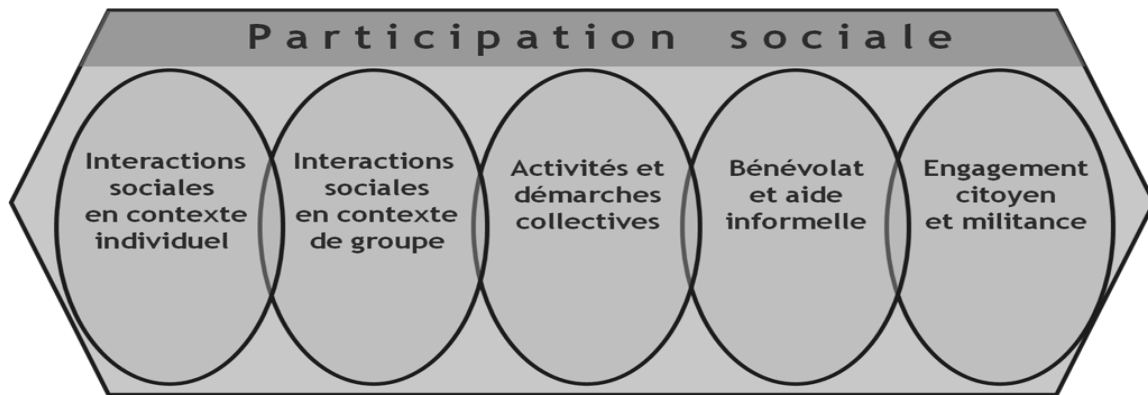 Participation sociale
Interactions
sociales
en contexte
individuel
Interactions
sociales
en contexte
de groupe
Activités et
démarches
collectives
Bénévolat
et aide
informelle
Engagement
citoyen
et militance